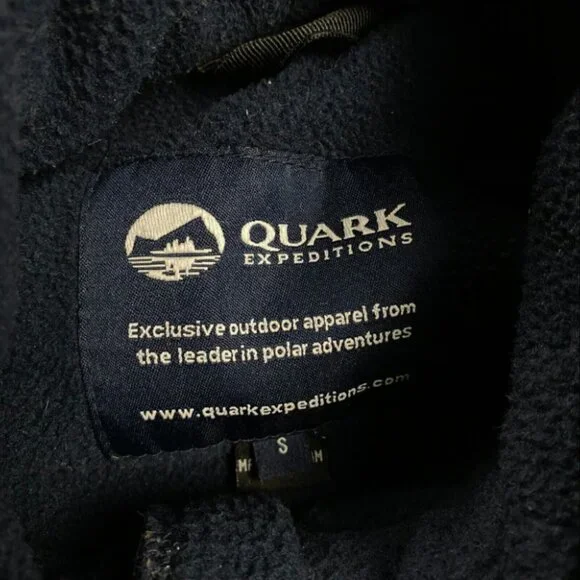 QUARK
EXPEDITIONS
Exclusive outdoor apparel from
the leader in polar adventures
www.quarkexpeditions.com
S